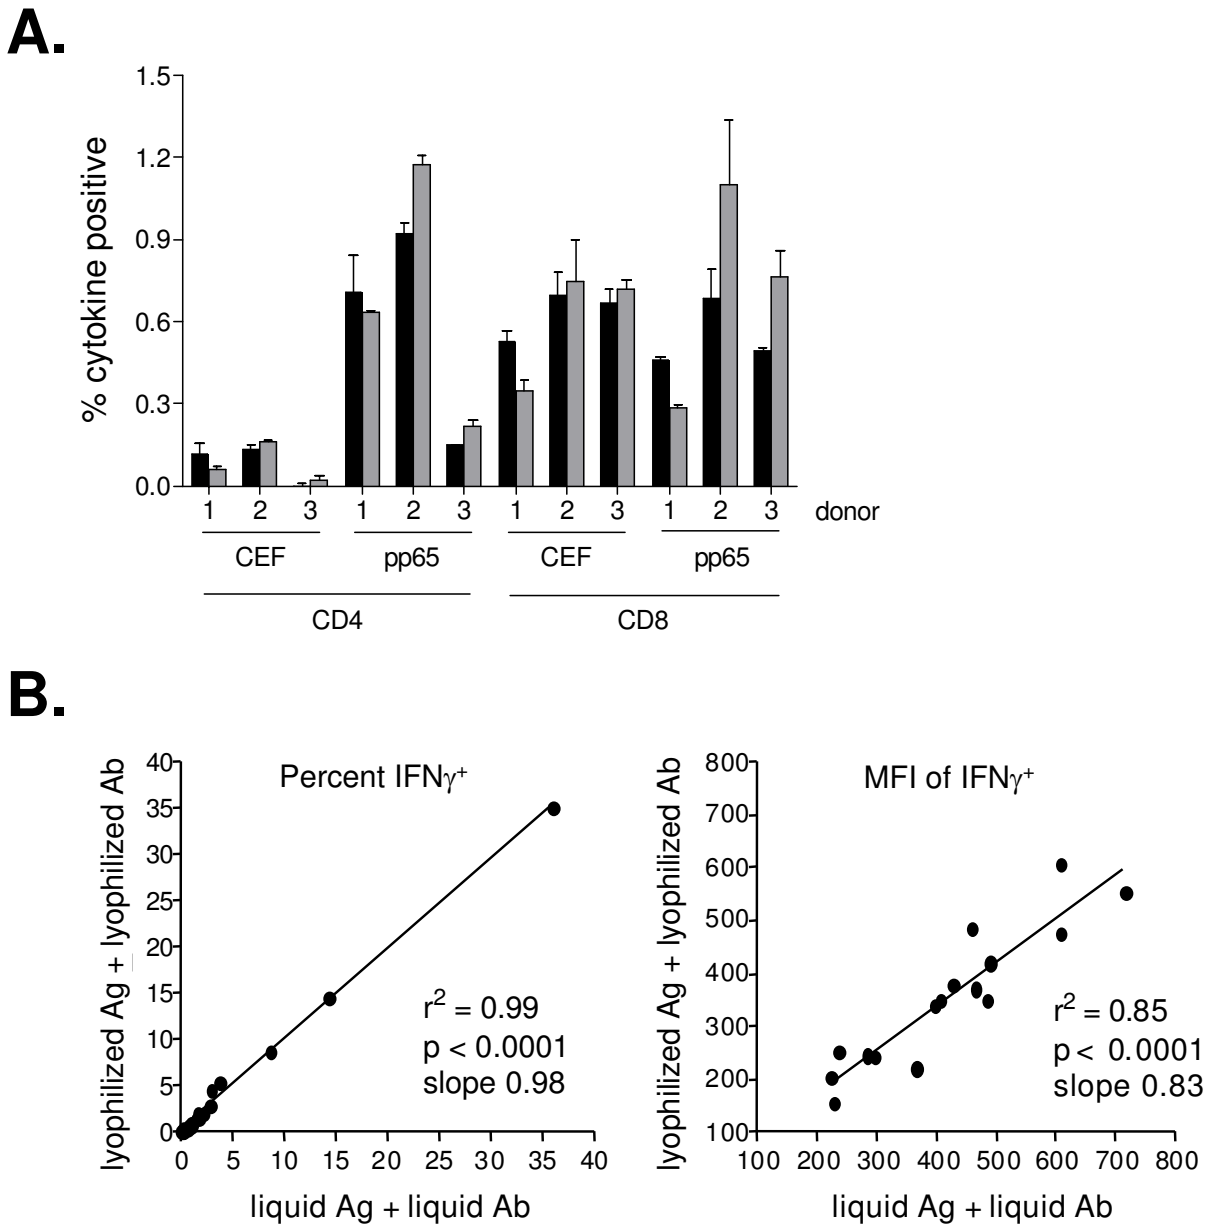 A.
% cytokine positive
1.5
1.2
0.9
0.6
0.3
0.0
1 2 3 1 2 3 1 2 3 1 2 3 donor
CEF pp65 CEF pp65
CD4 CD8
B.
lyophilized Ag + lyophilized Ab
Percent IFNγ+
40
35
30
25
20
15
10
5
0
r² = 0.99
p < 0.0001
slope 0.98
0 5 10 15 20 25 30 35 40
liquid Ag + liquid Ab
lyophilized Ag + lyophilized Ab
MFI of IFNγ+
800
700
600
500
400
300
200
100
r² = 0.85
p < 0.0001
slope 0.83
100 200 300 400 500 600 700 800
liquid Ag + liquid Ab